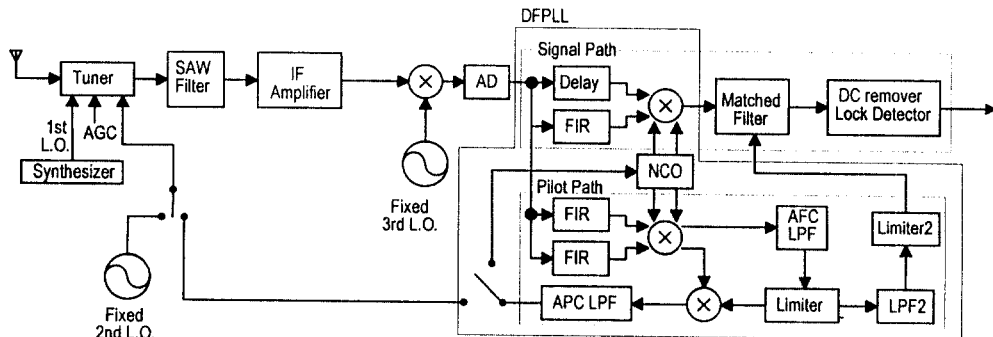 DFPLL
Signal Path
Tuner
SAW
Filter
IF
Amplifier
AD
Delay
FIR
Matched
Filter
DC remover
Lock Detector
1st
L.O.
AGC
Synthesizer
Fixed
3rd L.O.
NCO
Pilot Path
FIR
FIR
AFC
LPF
Limiter2
Fixed
2nd L.O.
APC LPF
Limiter
LPF2